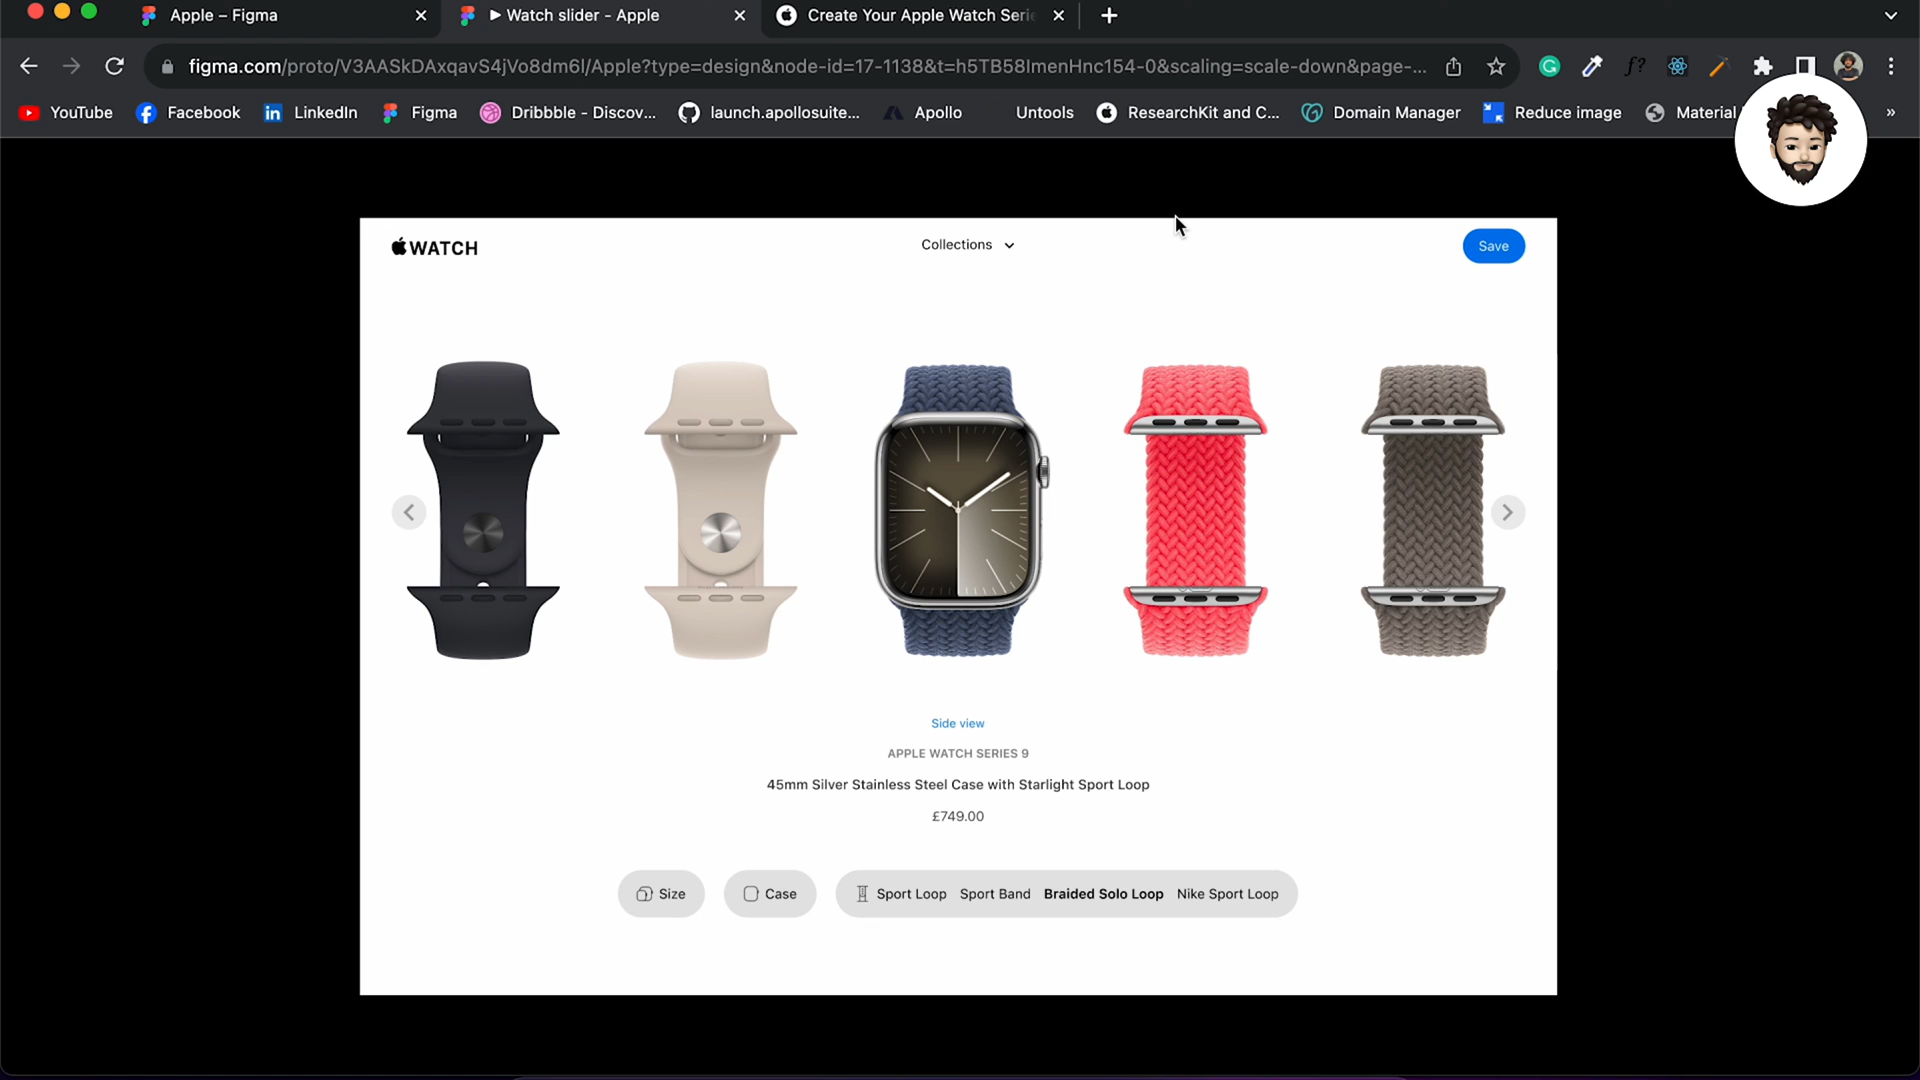 Apple – Figma
Watch slider - Apple
Create Your Apple Watch Serie
figma.com/proto/V3AASkDAxqavS4jVo8dm6l/Apple?type=design&node-id=17-1138&t=h5TB58ImenHnc154-0&scaling=scale-down&page-...
YouTube
Facebook
LinkedIn
Figma
Dribbble - Discov...
launch.apollosuite...
Apollo
Untools
ResearchKit and C...
Domain Manager
Reduce image
Material
WATCH
Collections
Save
Side view
APPLE WATCH SERIES 9
45mm Silver Stainless Steel Case with Starlight Sport Loop
£749.00
Size
Case
Sport Loop Sport Band Braided Solo Loop Nike Sport Loop